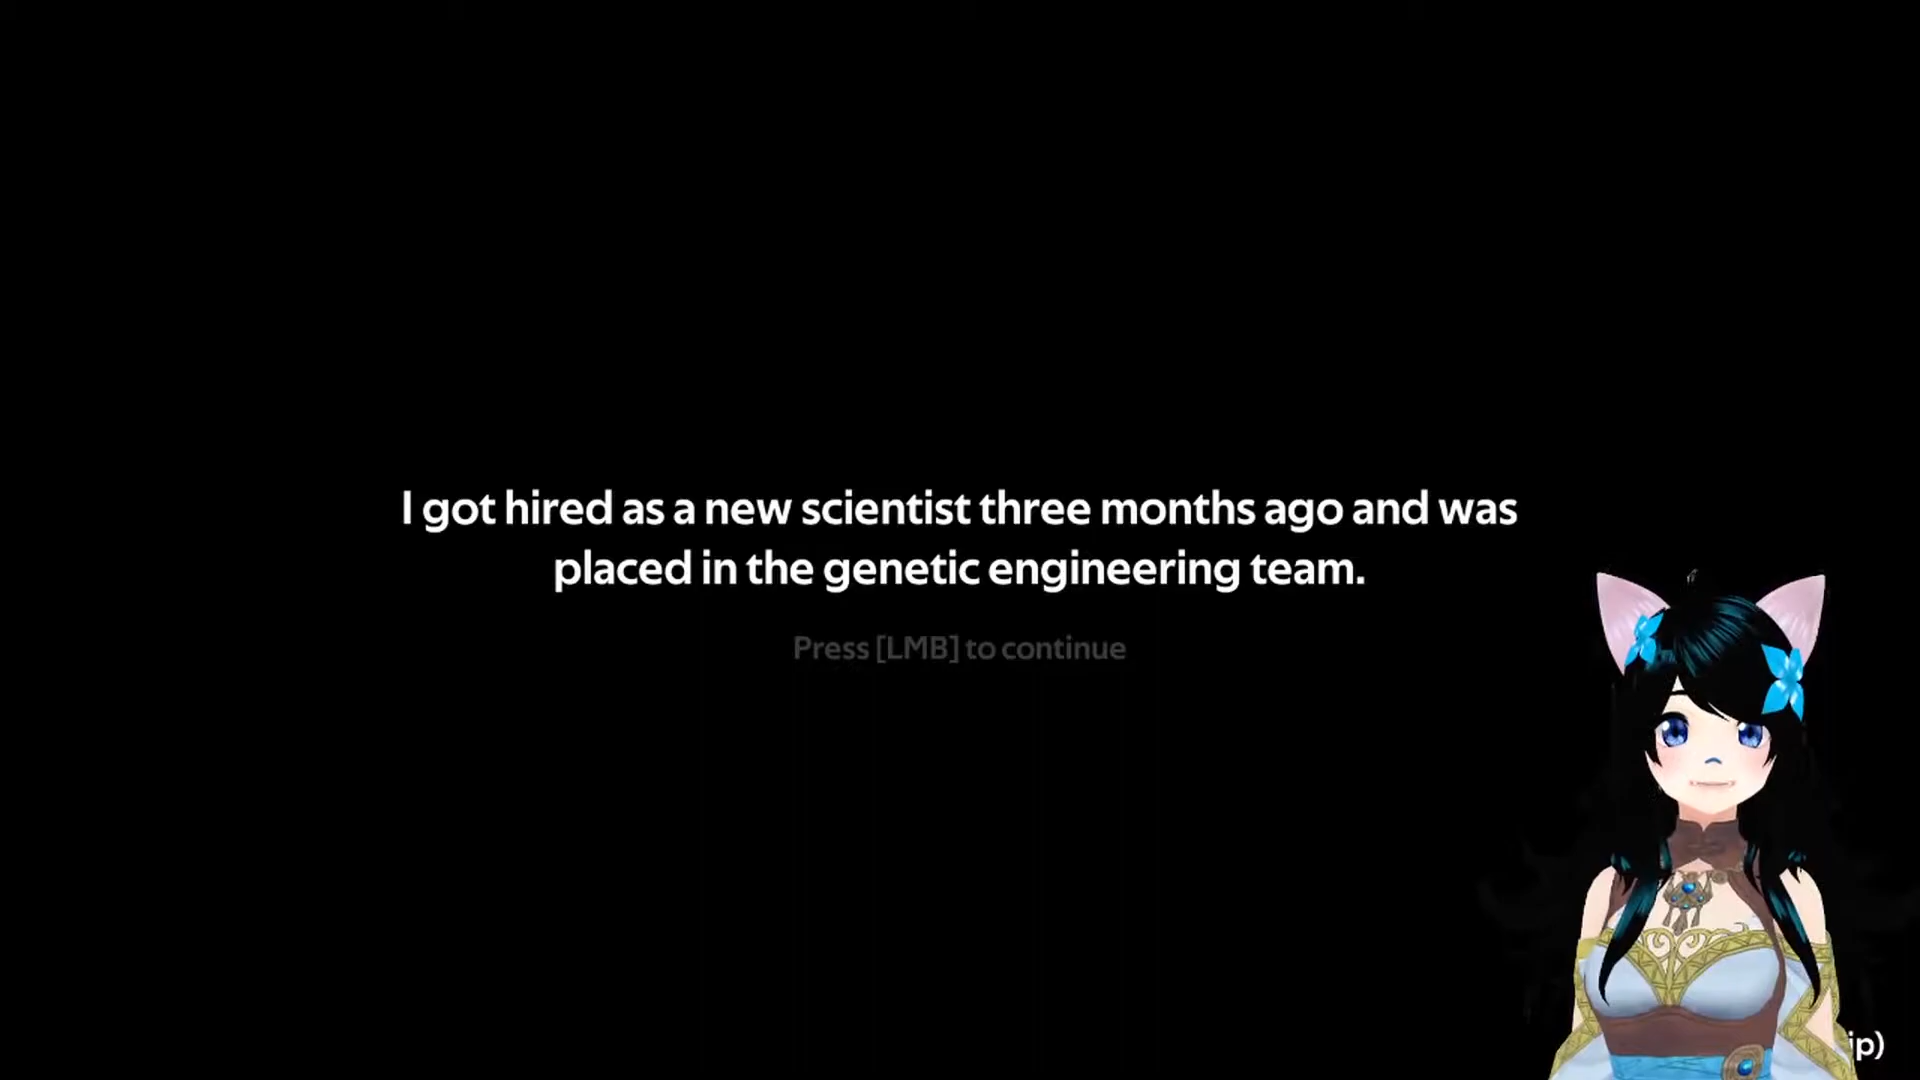 I got hired as a new scientist three months ago and was
placed in the genetic engineering team.
Press [LMB] to continue
ip)